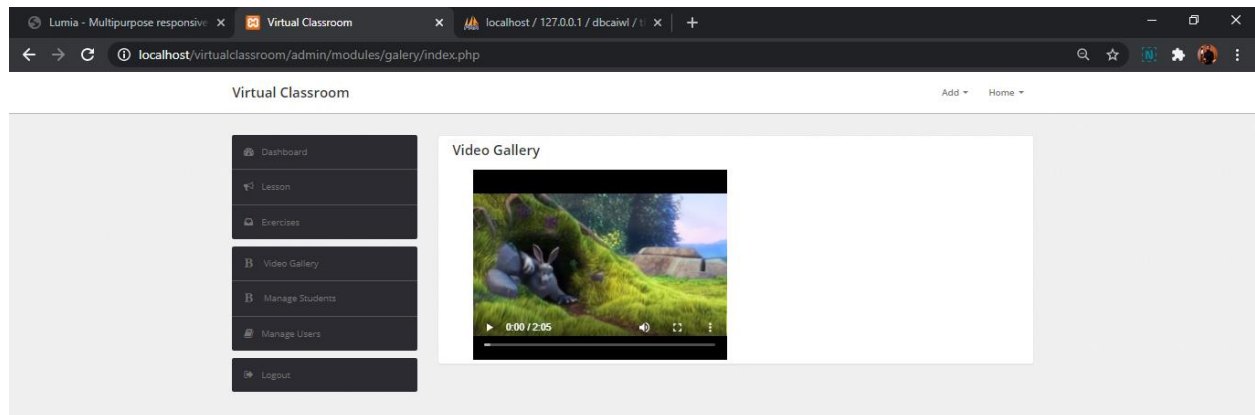 Lumia - Multipurpose responsive
Virtual Classroom
localhost / 127.0.0.1 / dbcaiwl / t
localhost/virtualclassroom/admin/modules/galery/index.php
Virtual Classroom
Add
Home
Dashboard
Lesson
Exercises
B Video Gallery
B Manage Students
Manage Users
Logout
Video Gallery
0:00 / 2:05